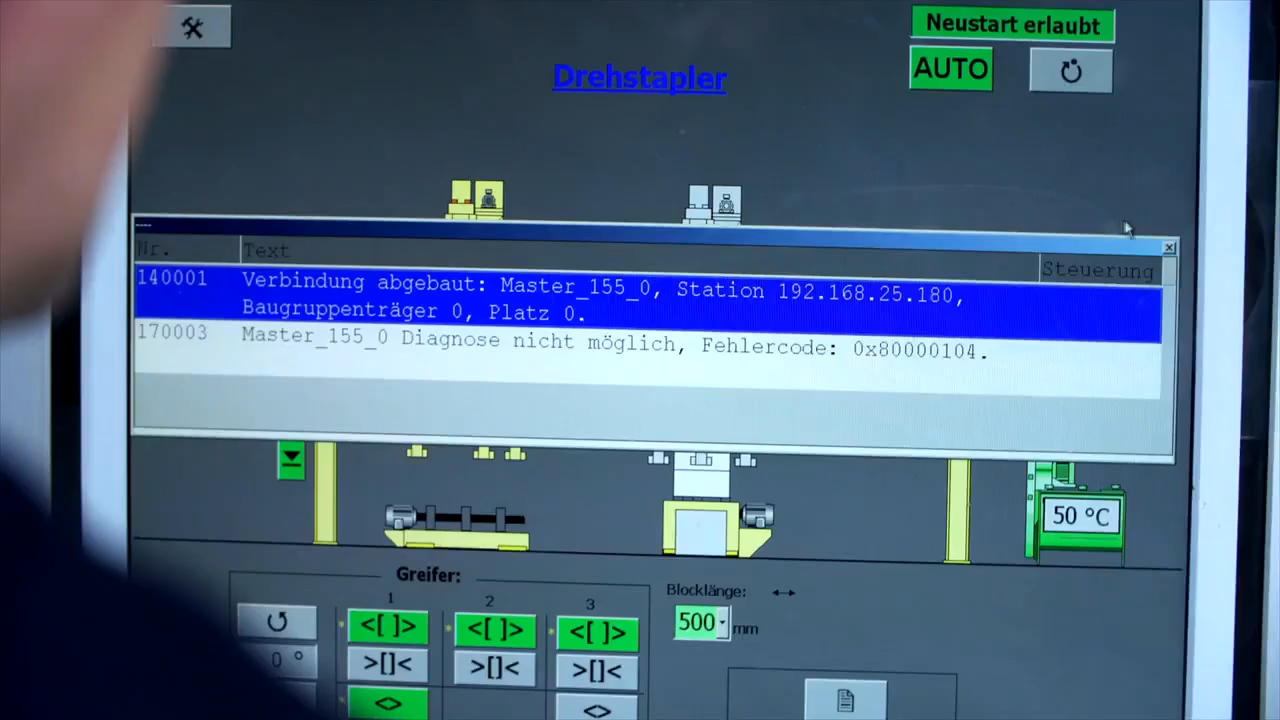 Neustart erlaubt
Drehstapler
AUTO
Nr. Text Steuerung
140001 Verbindung abgebaut: Master_155_0, Station 192.168.25.180,
Baugruppenträger 0, Platz 0.
170003 Master_155_0 Diagnose nicht möglich, Fehlercode: 0x80000104.
50 °C
Greifer:
1 2 3
Blocklänge:
<[ ]> <[ ]> <[ ]>
500 mm
0 ° >[]< >[]< >[]<
<> <>